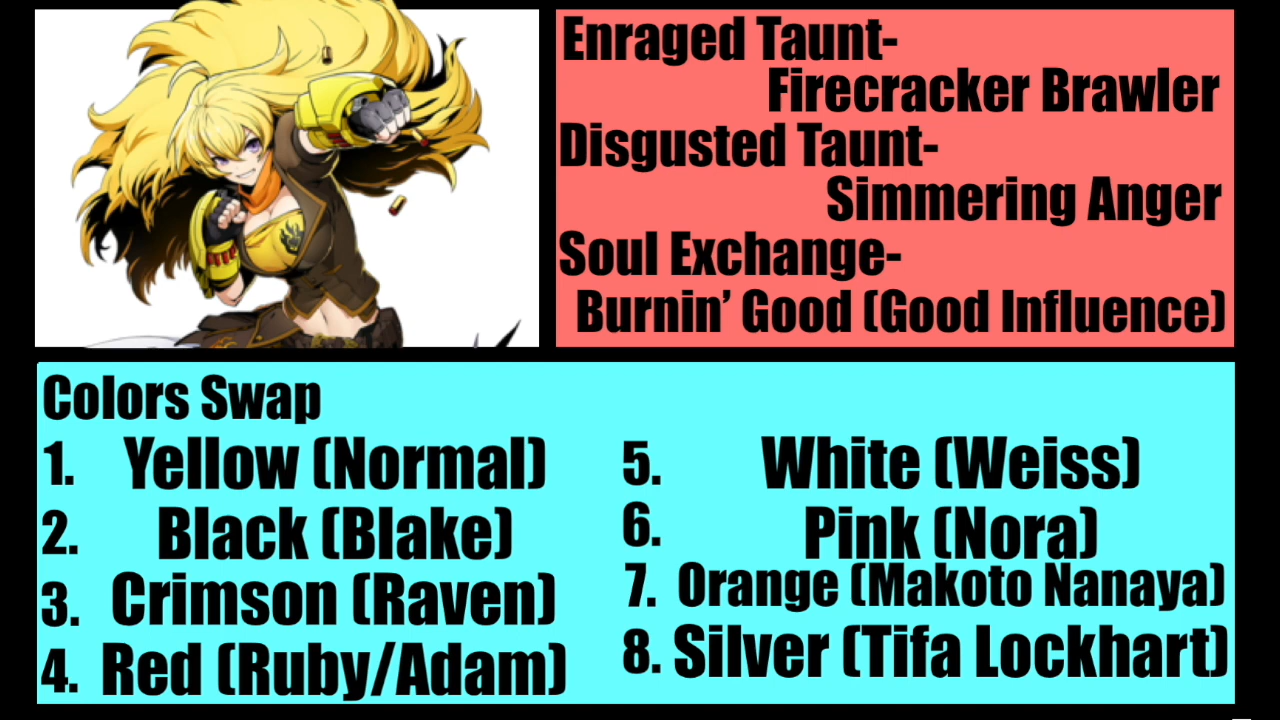 Enraged Taunt-
Firecracker Brawler
Disgusted Taunt-
Simmering Anger
Soul Exchange-
Burnin’ Good (Good Influence)
Colors Swap
1. Yellow (Normal)
2. Black (Blake)
3. Crimson (Raven)
4. Red (Ruby/Adam)
5. White (Weiss)
6. Pink (Nora)
7. Orange (Makoto Nanaya)
8. Silver (Tifa Lockhart)